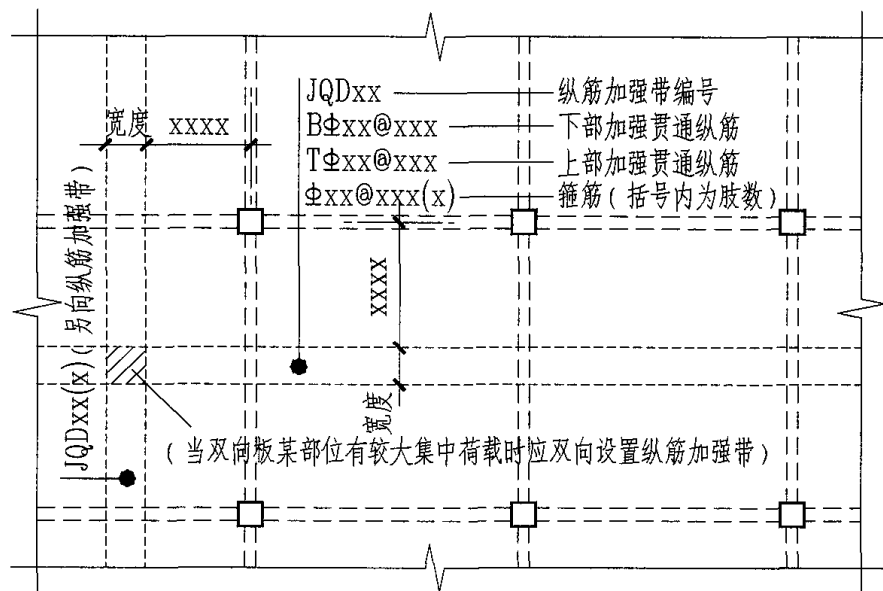 JQDxx 纵筋加强带编号
宽度 xxxx BΦxx@xxx 下部加强贯通纵筋
TΦxx@xxx 上部加强贯通纵筋
Φxx@xxx(x) 箍筋(括号内为肢数)
JQDxx(x)(另向纵筋加强带)
xxxx
宽度
(当双向板某部位有较大集中荷载时应双向设置纵筋加强带)